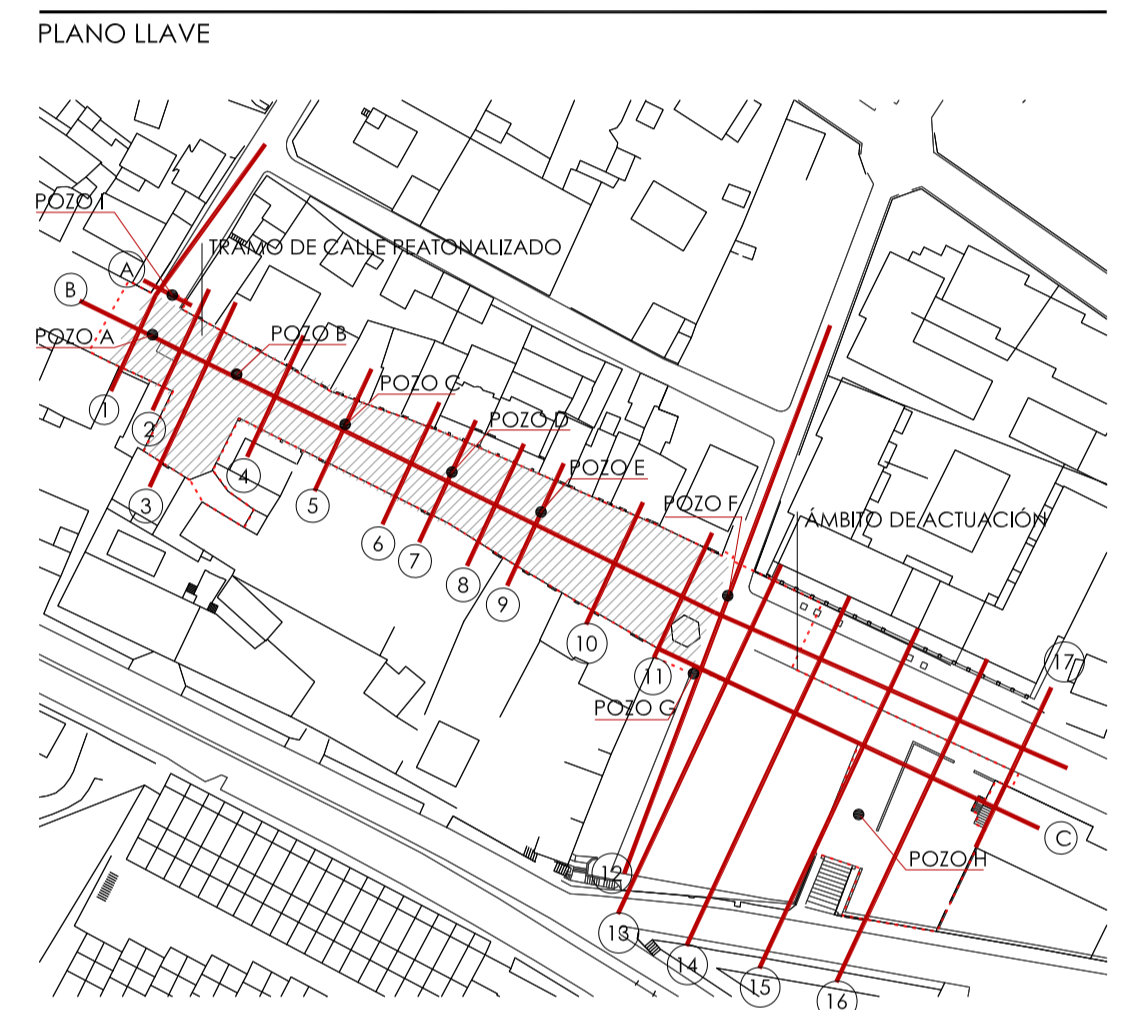 PLANO LLAVE
POZO I
TRAMO DE CALLE PEATONALIZADO
A
B
POZO A
POZO B
POZO C
1
2
POZO D
3
4
POZO E
5
POZO F
6
ÁMBITO DE ACTUACIÓN
7
8
9
10
11
17
POZO G
C
POZO H
12
13
14
15
16